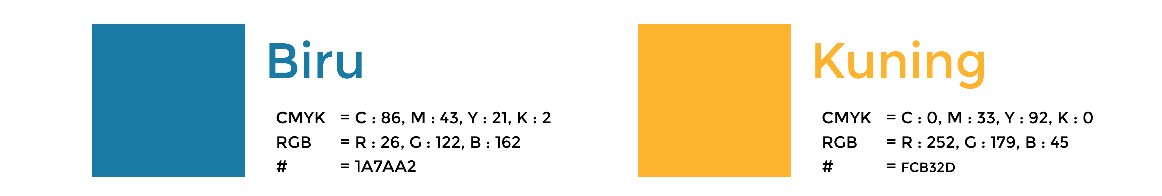 Biru
CMYK = C : 86, M : 43, Y : 21, K : 2
RGB = R : 26, G : 122, B : 162
# = 1A7AA2
Kuning
CMYK = C : 0, M : 33, Y : 92, K : 0
RGB = R : 252, G : 179, B : 45
# = FCB32D